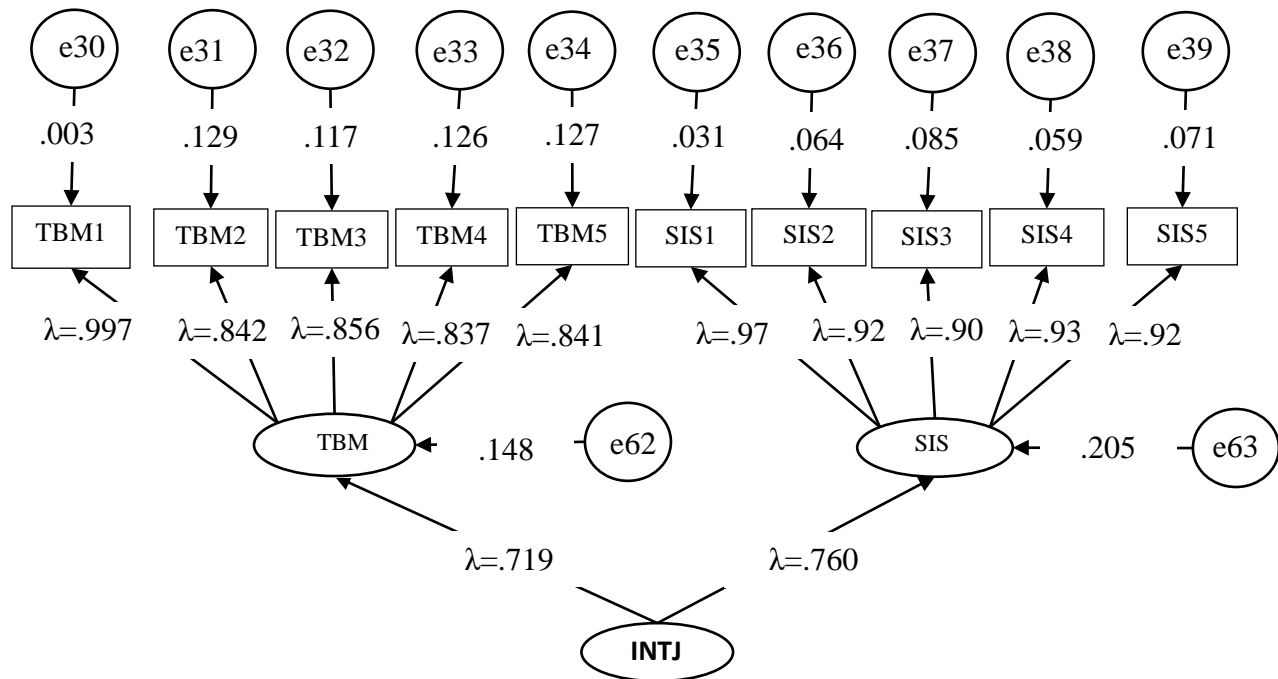 e30 e31 e32 e33 e34 e35 e36 e37 e38 e39
.003 .129 .117 .126 .127 .031 .064 .085 .059 .071
TBM1 TBM2 TBM3 TBM4 TBM5 SIS1 SIS2 SIS3 SIS4 SIS5
λ=.997 λ=.842 λ=.856 λ=.837 λ=.841 λ=.97 λ=.92 λ=.90 λ=.93 λ=.92
TBM .148 e62 SIS .205 e63
λ=.719 λ=.760
INTJ